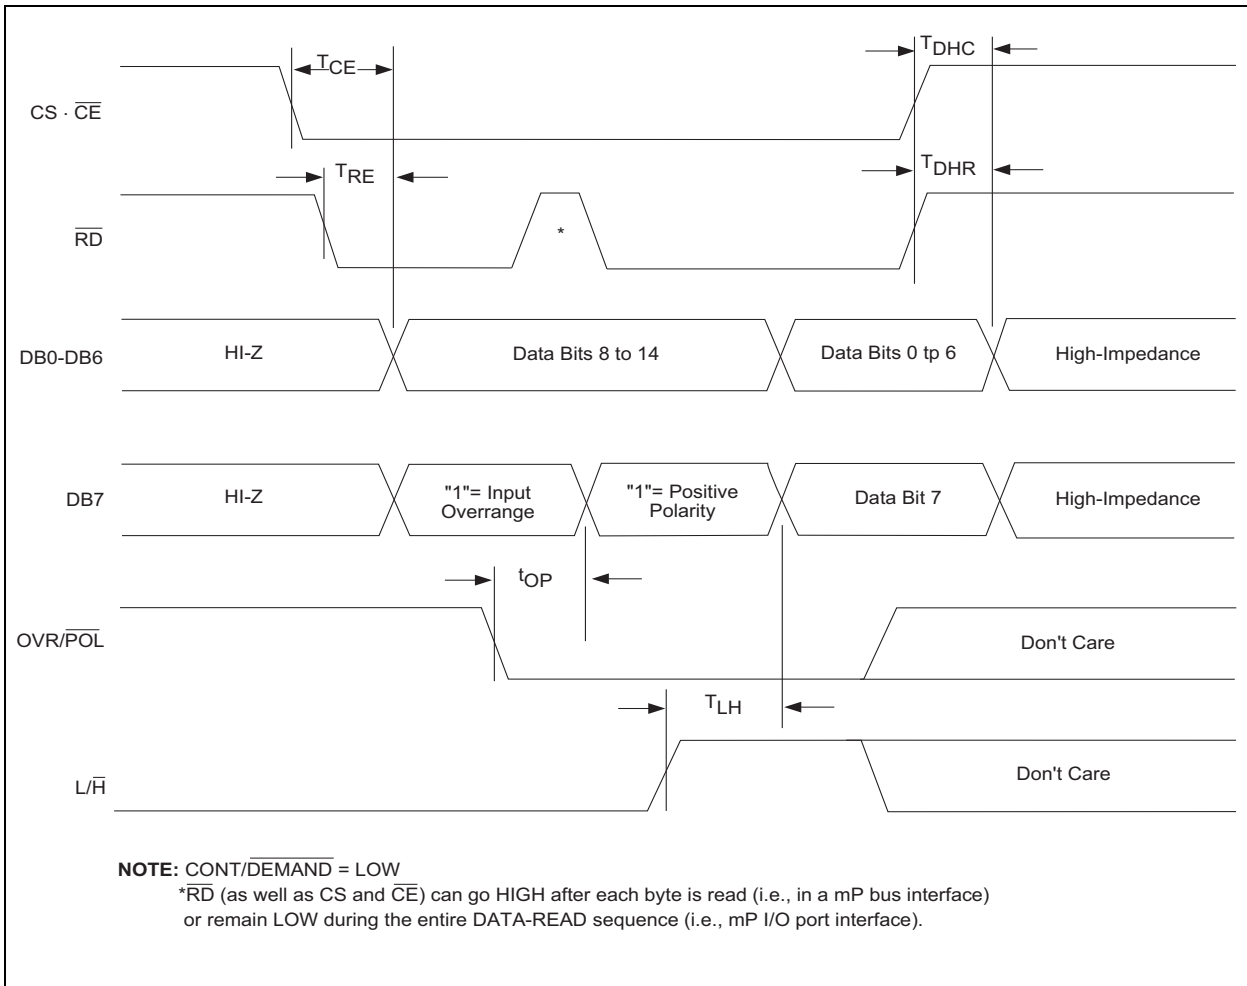 TCE
TDHC
CS · CE
TRE
TDHR
RD
*
DB0-DB6
HI-Z
Data Bits 8 to 14
Data Bits 0 tp 6
High-Impedance
DB7
HI-Z
"1"= Input
Overrange
"1"= Positive
Polarity
Data Bit 7
High-Impedance
tOP
OVR/POL
Don't Care
TLH
L/H
Don't Care
NOTE: CONT/DEMAND = LOW
*RD (as well as CS and CE) can go HIGH after each byte is read (i.e., in a mP bus interface)
or remain LOW during the entire DATA-READ sequence (i.e., mP I/O port interface).